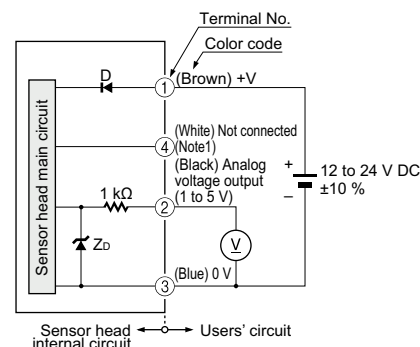 Terminal No.
Color code
D
1
(Brown) +V
Sensor head main circuit
4
(White) Not connected
(Note1)
(Black) Analog
voltage output
(1 to 5 V)
1 kΩ
2
+
12 to 24 V DC
±10 %
–
ZD
V
3
(Blue) 0 V
Sensor head
internal circuit
Users' circuit